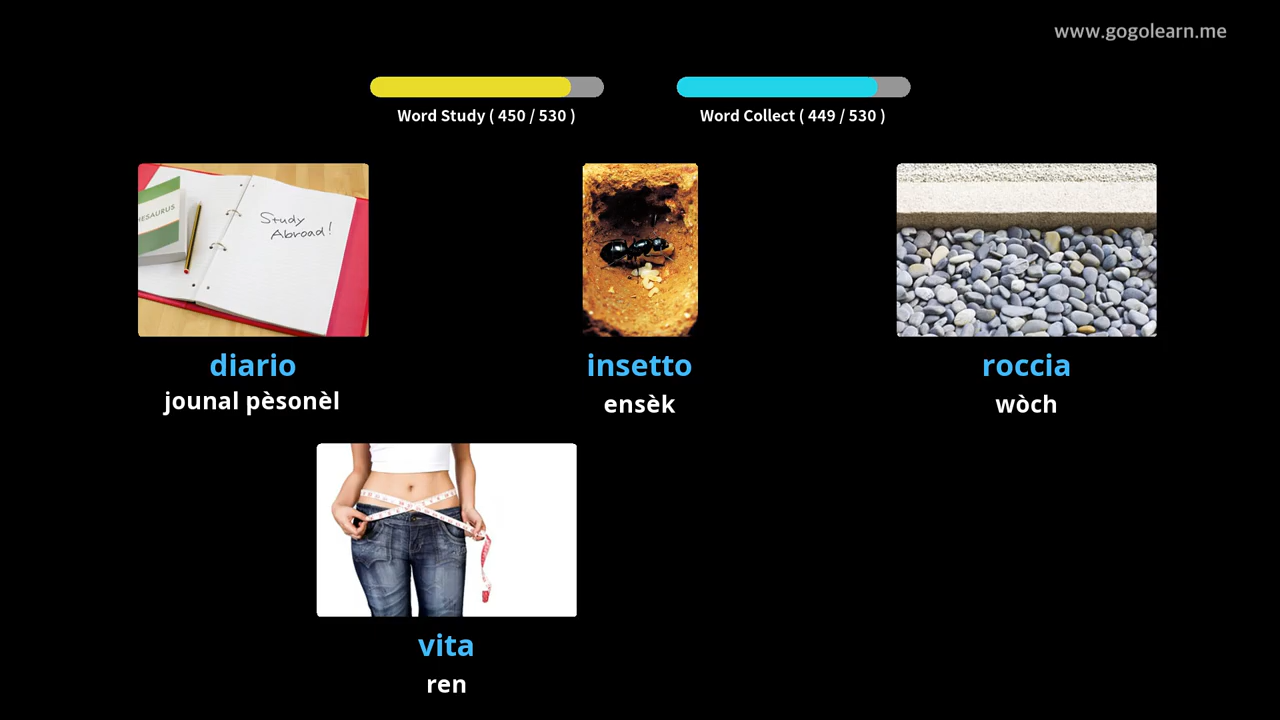 www.gogolearn.me
Word Study ( 450 / 530 )
Word Collect ( 449 / 530 )
HESAURUS
Study
Abroad!
diario
insetto
roccia
jounal pèsonèl
ensèk
wòch
vita
ren